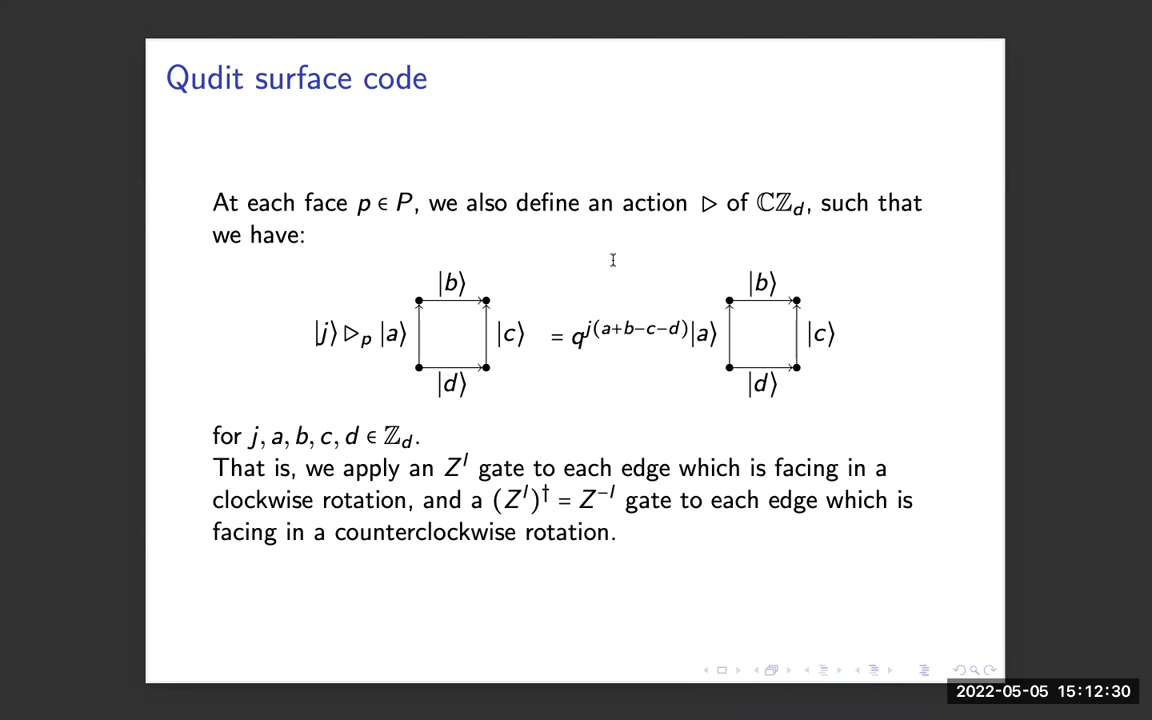 Qudit surface code
At each face p ∈ P, we also define an action ▷ of ℂℤ_d, such that
we have:
|b⟩ |b⟩
|j⟩ ▷_p |a⟩ |c⟩ = q^{j(a+b−c−d)}|a⟩ |c⟩
|d⟩ |d⟩
for j, a, b, c, d ∈ ℤ_d.
That is, we apply an Z^l gate to each edge which is facing in a
clockwise rotation, and a (Z^l)^† = Z^{−l} gate to each edge which is
facing in a counterclockwise rotation.
2022-05-05 15:12:30